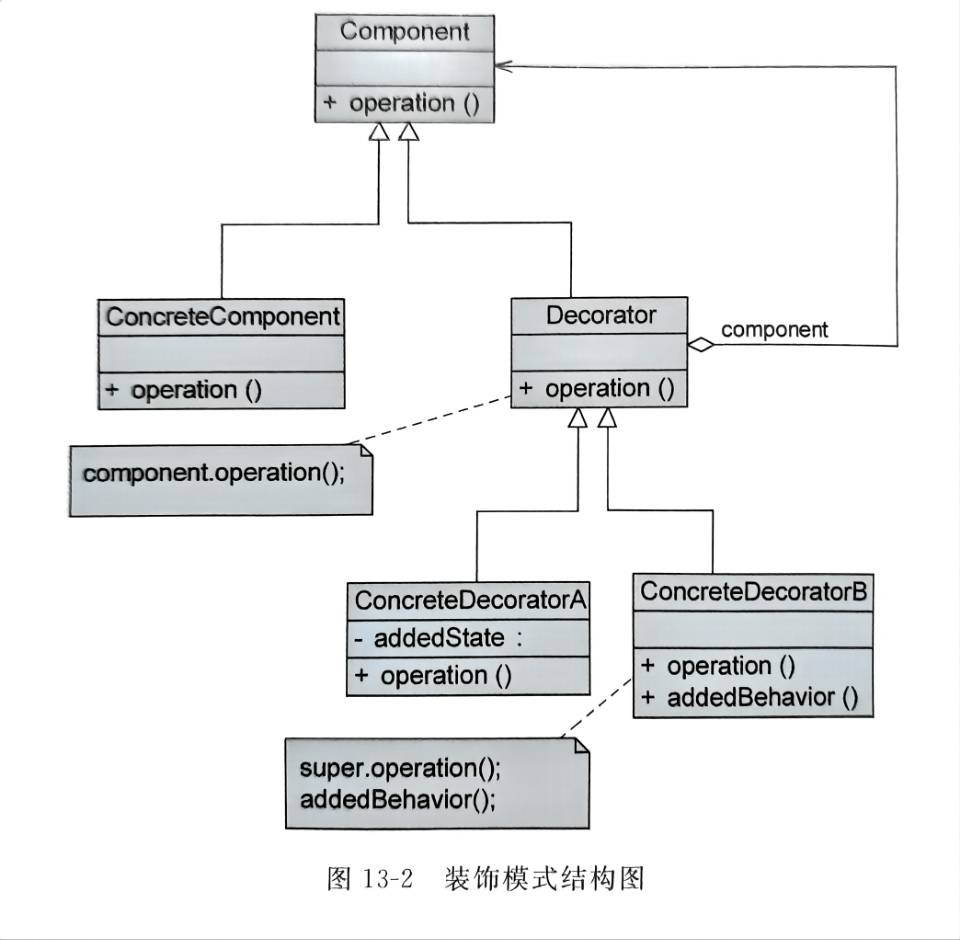 Component
+ operation ()
ConcreteComponent
+ operation ()
Decorator
+ operation ()
component
component.operation();
ConcreteDecoratorA
- addedState :
+ operation ()
ConcreteDecoratorB
+ operation ()
+ addedBehavior ()
super.operation();
addedBehavior();
图 13-2 装饰模式结构图